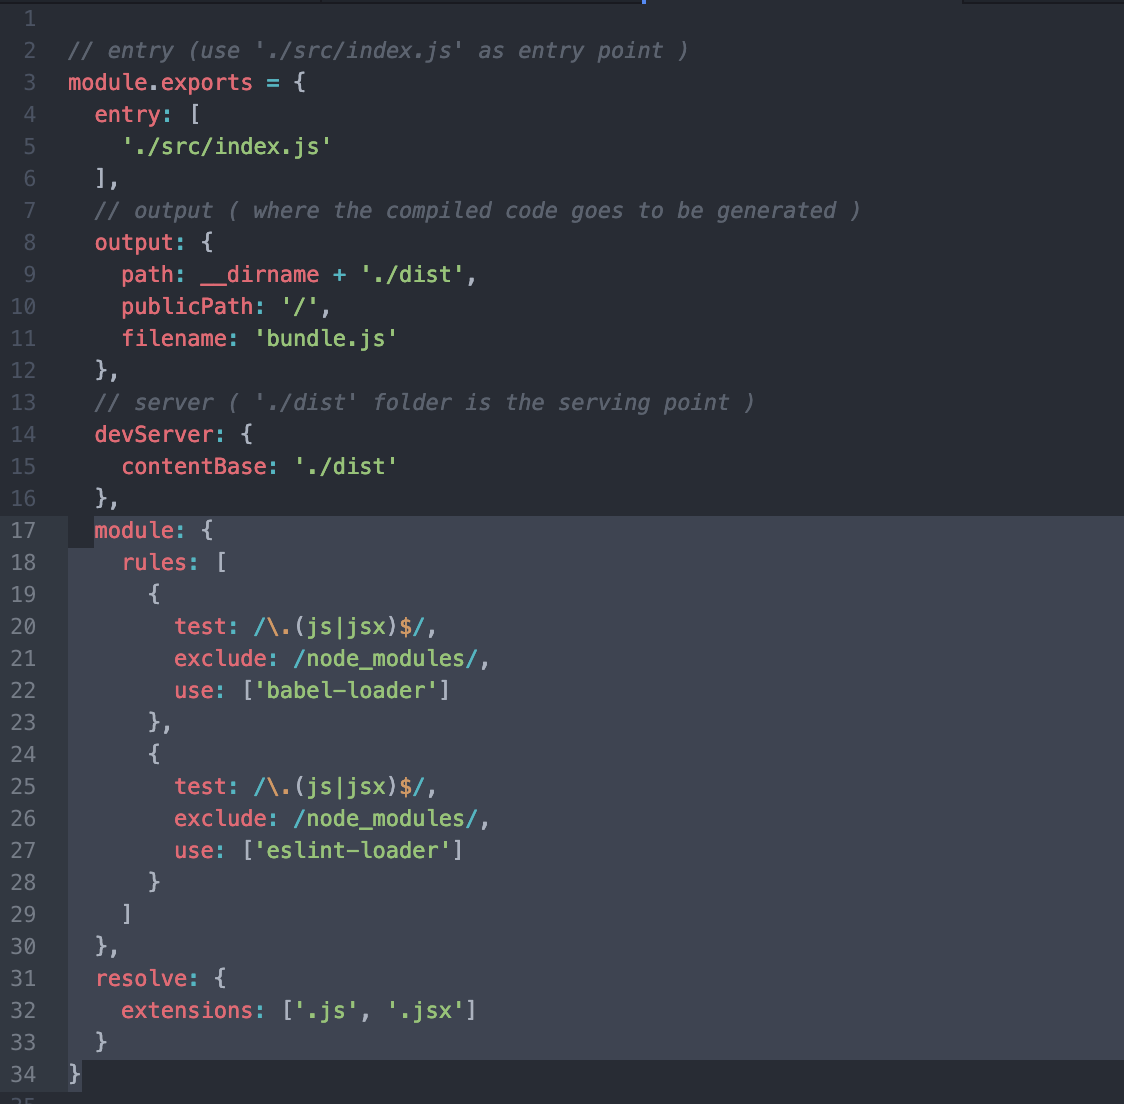 1
2 // entry (use './src/index.js' as entry point )
3 module.exports = {
4   entry: [
5     './src/index.js'
6   ],
7   // output ( where the compiled code goes to be generated )
8   output: {
9     path: __dirname + './dist',
10     publicPath: '/',
11     filename: 'bundle.js'
12   },
13   // server ( './dist' folder is the serving point )
14   devServer: {
15     contentBase: './dist'
16   },
17   module: {
18     rules: [
19       {
20         test: /\.(js|jsx)$/,
21         exclude: /node_modules/,
22         use: ['babel-loader']
23       },
24       {
25         test: /\.(js|jsx)$/,
26         exclude: /node_modules/,
27         use: ['eslint-loader']
28       }
29     ]
30   },
31   resolve: {
32     extensions: ['.js', '.jsx']
33   }
34 }